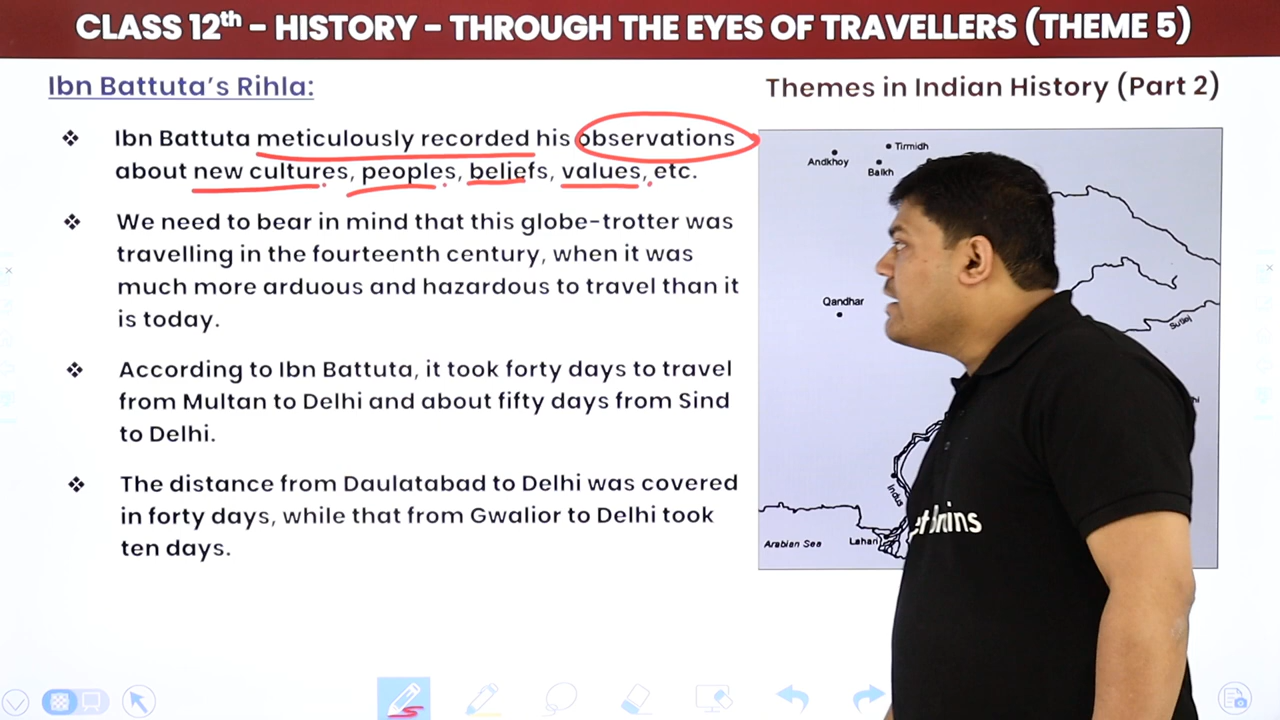 CLASS 12th - HISTORY - THROUGH THE EYES OF TRAVELLERS (THEME 5)
Ibn Battuta's Rihla:
Themes in Indian History (Part 2)
❖ Ibn Battuta meticulously recorded his observations
about new cultures, peoples, beliefs, values, etc.
❖ We need to bear in mind that this globe-trotter was
travelling in the fourteenth century, when it was
much more arduous and hazardous to travel than it
is today.
❖ According to Ibn Battuta, it took forty days to travel
from Multan to Delhi and about fifty days from Sind
to Delhi.
❖ The distance from Daulatabad to Delhi was covered
in forty days, while that from Gwalior to Delhi took
ten days.
Tirmidh
Andkhoy
Balkh
Qandhar
Sutlej
Indus
Arabian Sea
Lahari